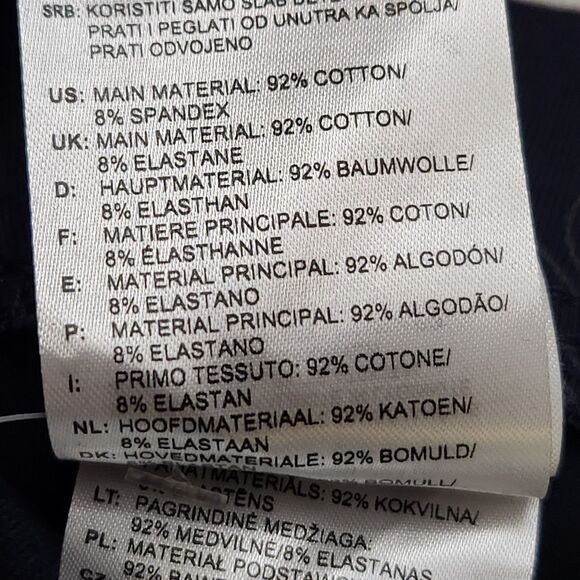 SRB: KORISTITI SAMO SLAB
PRATI I PEGLATI OD UNUTRA KA SPOLJA/
PRATI ODVOJENO
US: MAIN MATERIAL: 92% COTTON/
8% SPANDEX
UK: MAIN MATERIAL: 92% COTTON/
8% ELASTANE
D: HAUPTMATERIAL: 92% BAUMWOLLE/
8% ELASTHAN
F: MATIERE PRINCIPALE: 92% COTON/
8% ÉLASTHANNE
E: MATERIAL PRINCIPAL: 92% ALGODÓN/
8% ELASTANO
P: MATERIAL PRINCIPAL: 92% ALGODÃO/
8% ELASTANO
I: PRIMO TESSUTO: 92% COTONE/
8% ELASTAN
NL: HOOFDMATERIAAL: 92% KATOEN/
8% ELASTAAN
DK: HOVEDMATERIALE: 92% BOMULD/
92% KOKVILNA/
LT: PAGRINDINĖ MEDŽIAGA:
92% MEDVILNĖ/8% ELASTANAS
PL: MATERIAŁ
CZ
92%